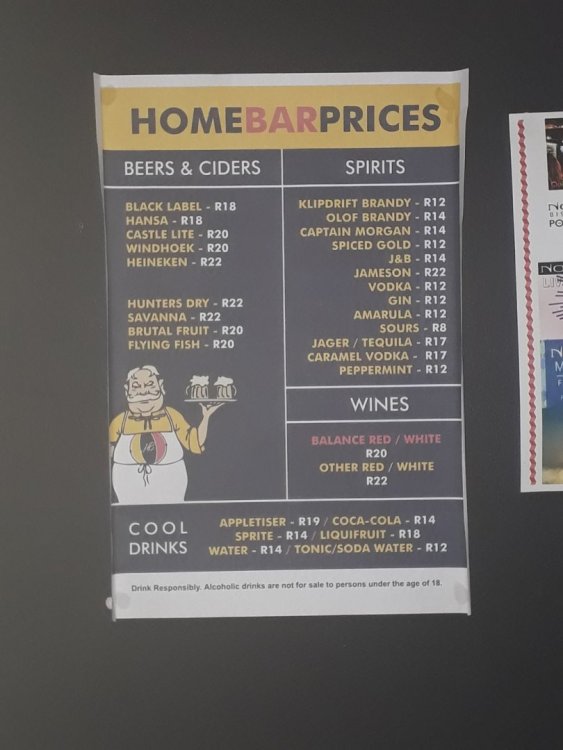 HOMEBARPRICES
BEERS & CIDERS
BLACK LABEL - R18
HANSA - R18
CASTLE LITE - R20
WINDHOEK - R20
HEINEKEN - R22
HUNTERS DRY - R22
SAVANNA - R22
BRUTAL FRUIT - R20
FLYING FISH - R20
SPIRITS
KLIPDRIFT BRANDY - R12
OLOF BRANDY - R14
CAPTAIN MORGAN - R14
SPICED GOLD - R12
J&B - R14
JAMESON - R22
VODKA - R12
GIN - R12
AMARULA - R12
SOURS - R8
JAGER / TEQUILA - R17
CARAMEL VODKA - R17
PEPPERMINT - R12
WINES
BALANCE RED / WHITE
R20
OTHER RED / WHITE
R22
COOL
DRINKS
APPLETISER - R19 / COCA-COLA - R14
SPRITE - R14 / LIQUIFRUIT - R18
WATER - R14 / TONIC/SODA WATER - R12
Drink Responsibly. Alcoholic drinks are not for sale to persons under the age of 18.